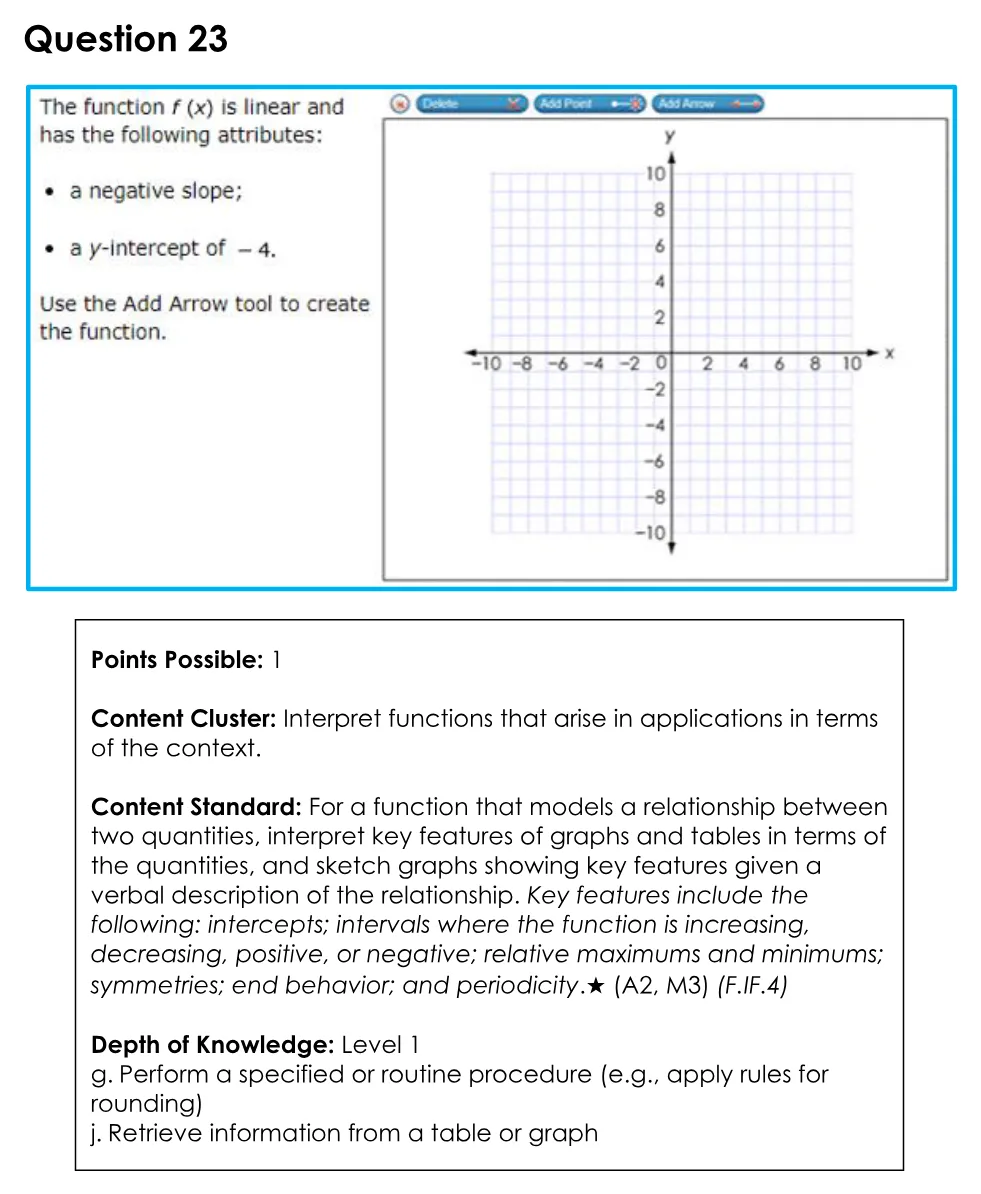 Question 23
The function f (x) is linear and
has the following attributes:
• a negative slope;
• a y-intercept of – 4.
Use the Add Arrow tool to create
the function.
Delete Add Point Add Arrow
y
10
8
6
4
2
-10 -8 -6 -4 -2 0 2 4 6 8 10 x
-2
-4
-6
-8
-10
Points Possible: 1
Content Cluster: Interpret functions that arise in applications in terms
of the context.
Content Standard: For a function that models a relationship between
two quantities, interpret key features of graphs and tables in terms of
the quantities, and sketch graphs showing key features given a
verbal description of the relationship. Key features include the
following: intercepts; intervals where the function is increasing,
decreasing, positive, or negative; relative maximums and minimums;
symmetries; end behavior; and periodicity.★ (A2, M3) (F.IF.4)
Depth of Knowledge: Level 1
g. Perform a specified or routine procedure (e.g., apply rules for
rounding)
j. Retrieve information from a table or graph